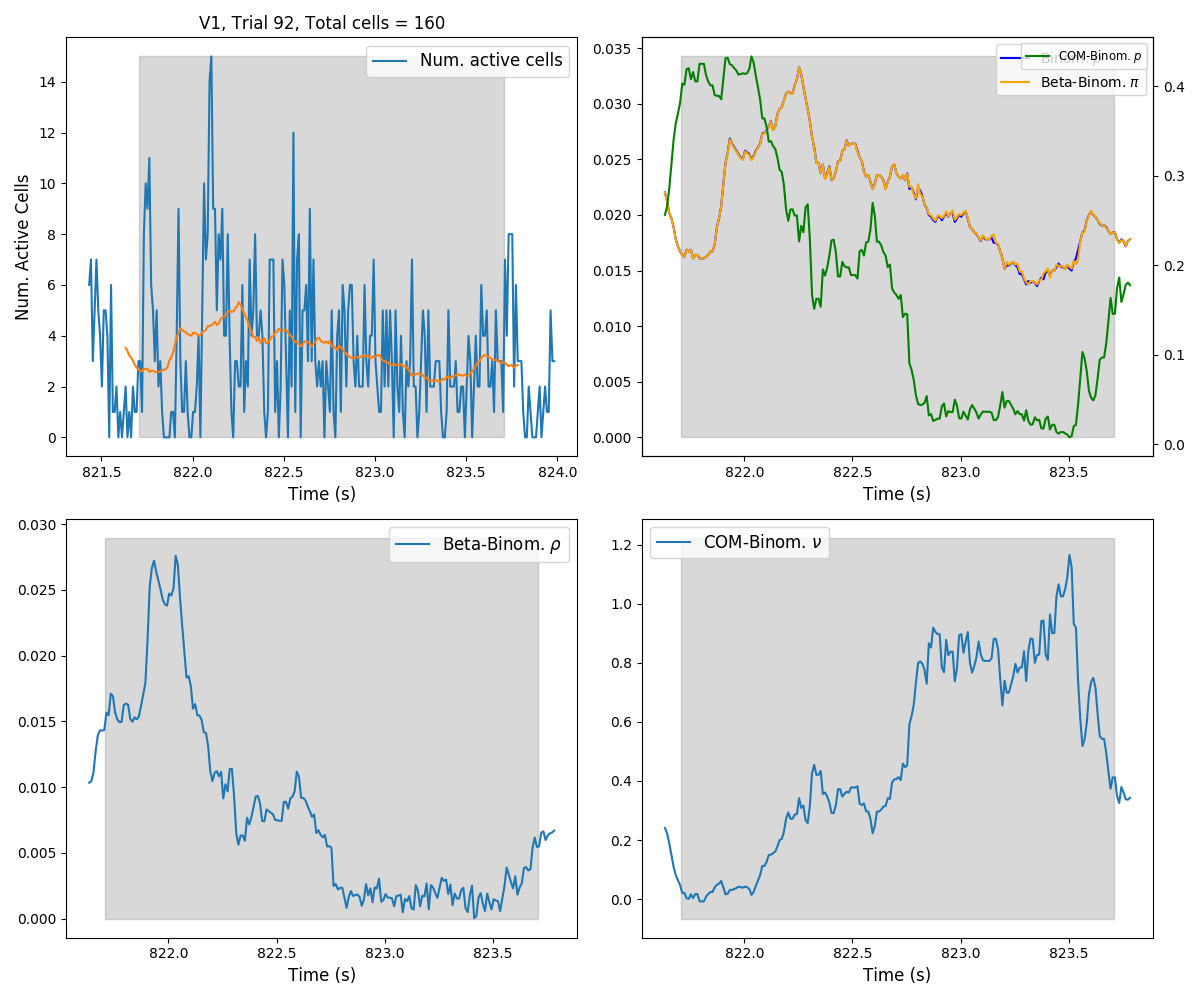 V1, Trial 92, Total cells = 160
Num. active cells
Num. Active Cells
14
12
10
8
6
4
2
0
821.5 822.0 822.5 823.0 823.5 824.0
Time (s)
COM-Binom. p
Beta-Binom. π
0.035
0.030
0.025
0.020
0.015
0.010
0.005
0.000
0.4
0.3
0.2
0.1
0.0
822.0 822.5 823.0 823.5
Time (s)
Beta-Binom. ρ
0.030
0.025
0.020
0.015
0.010
0.005
0.000
822.0 822.5 823.0 823.5
Time (s)
COM-Binom. ν
1.2
1.0
0.8
0.6
0.4
0.2
0.0
822.0 822.5 823.0 823.5
Time (s)